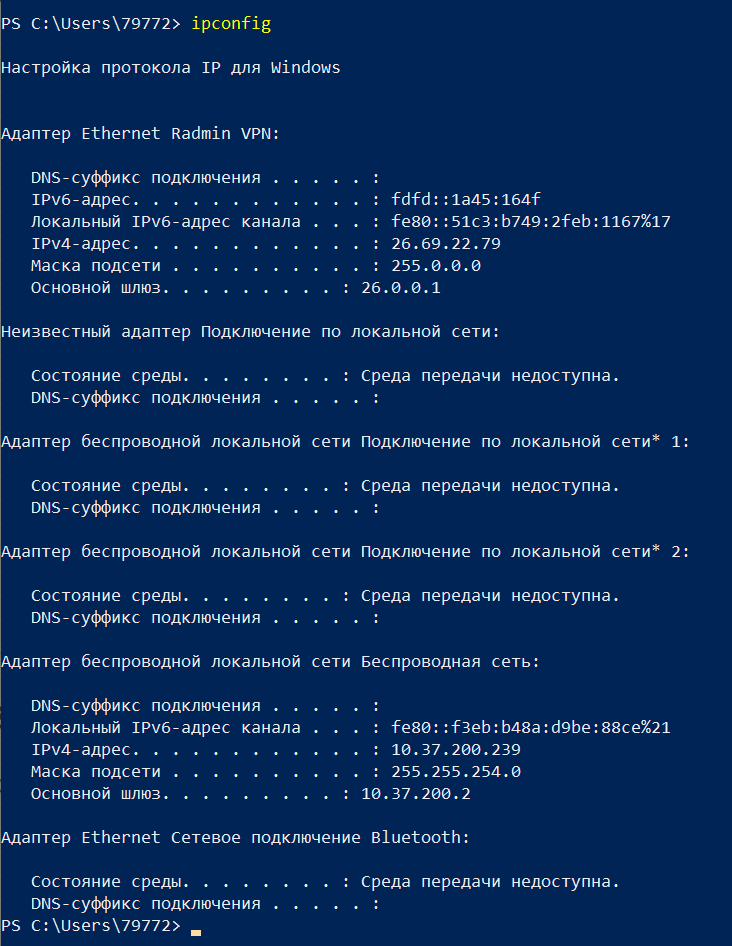 PS C:\Users\79772> ipconfig
Настройка протокола IP для Windows
Адаптер Ethernet Radmin VPN:
DNS-суффикс подключения . . . . . :
IPv6-адрес. . . . . . . . . . . . : fdfd::1a45:164f
Локальный IPv6-адрес канала . . . : fe80::51c3:b749:2feb:1167%17
IPv4-адрес. . . . . . . . . . . . : 26.69.22.79
Маска подсети . . . . . . . . . . : 255.0.0.0
Основной шлюз. . . . . . . . . : 26.0.0.1
Неизвестный адаптер Подключение по локальной сети:
Состояние среды. . . . . . . . : Среда передачи недоступна.
DNS-суффикс подключения . . . . . :
Адаптер беспроводной локальной сети Подключение по локальной сети* 1:
Состояние среды. . . . . . . . : Среда передачи недоступна.
DNS-суффикс подключения . . . . . :
Адаптер беспроводной локальной сети Подключение по локальной сети* 2:
Состояние среды. . . . . . . . : Среда передачи недоступна.
DNS-суффикс подключения . . . . . :
Адаптер беспроводной локальной сети Беспроводная сеть:
DNS-суффикс подключения . . . . . :
Локальный IPv6-адрес канала . . . : fe80::f3eb:b48a:d9be:88ce%21
IPv4-адрес. . . . . . . . . . . . : 10.37.200.239
Маска подсети . . . . . . . . . . : 255.255.254.0
Основной шлюз. . . . . . . . . : 10.37.200.2
Адаптер Ethernet Сетевое подключение Bluetooth:
Состояние среды. . . . . . . . : Среда передачи недоступна.
DNS-суффикс подключения . . . . . :
PS C:\Users\79772>